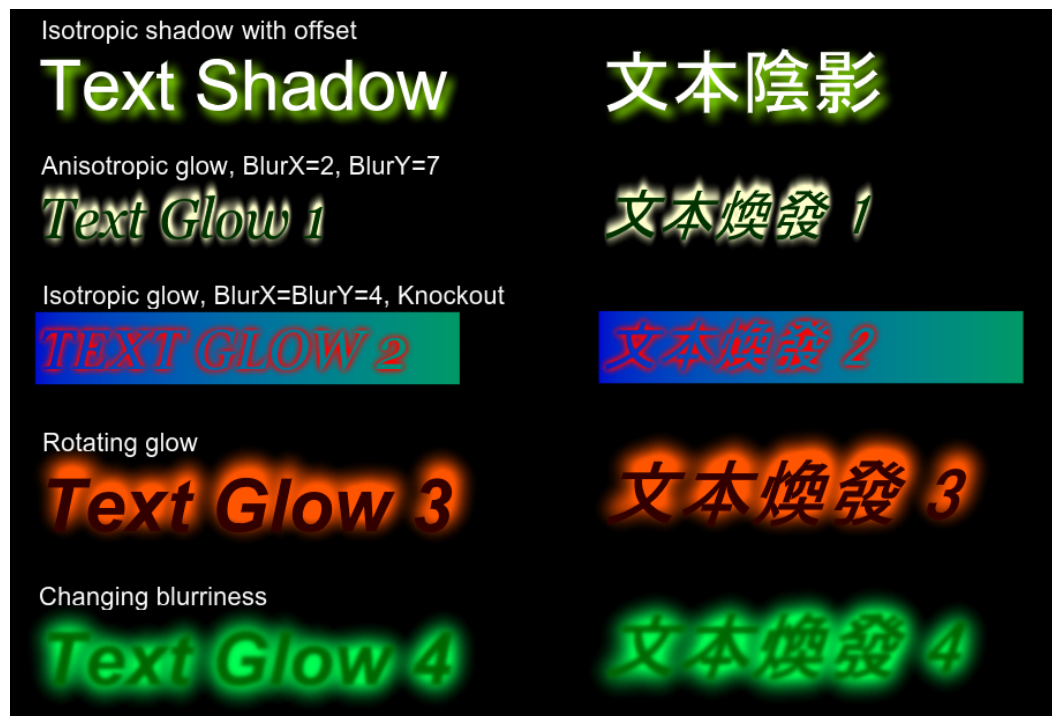 Isotropic shadow with offset
Text Shadow 文本陰影
Anisotropic glow, BlurX=2, BlurY=7
Text Glow 1 文本煥發 1
Isotropic glow, BlurX=BlurY=4, Knockout
TEXT GLOW 2 文本煥發 2
Rotating glow
Text Glow 3 文本煥發 3
Changing blurriness
Text Glow 4 文本煥發 4